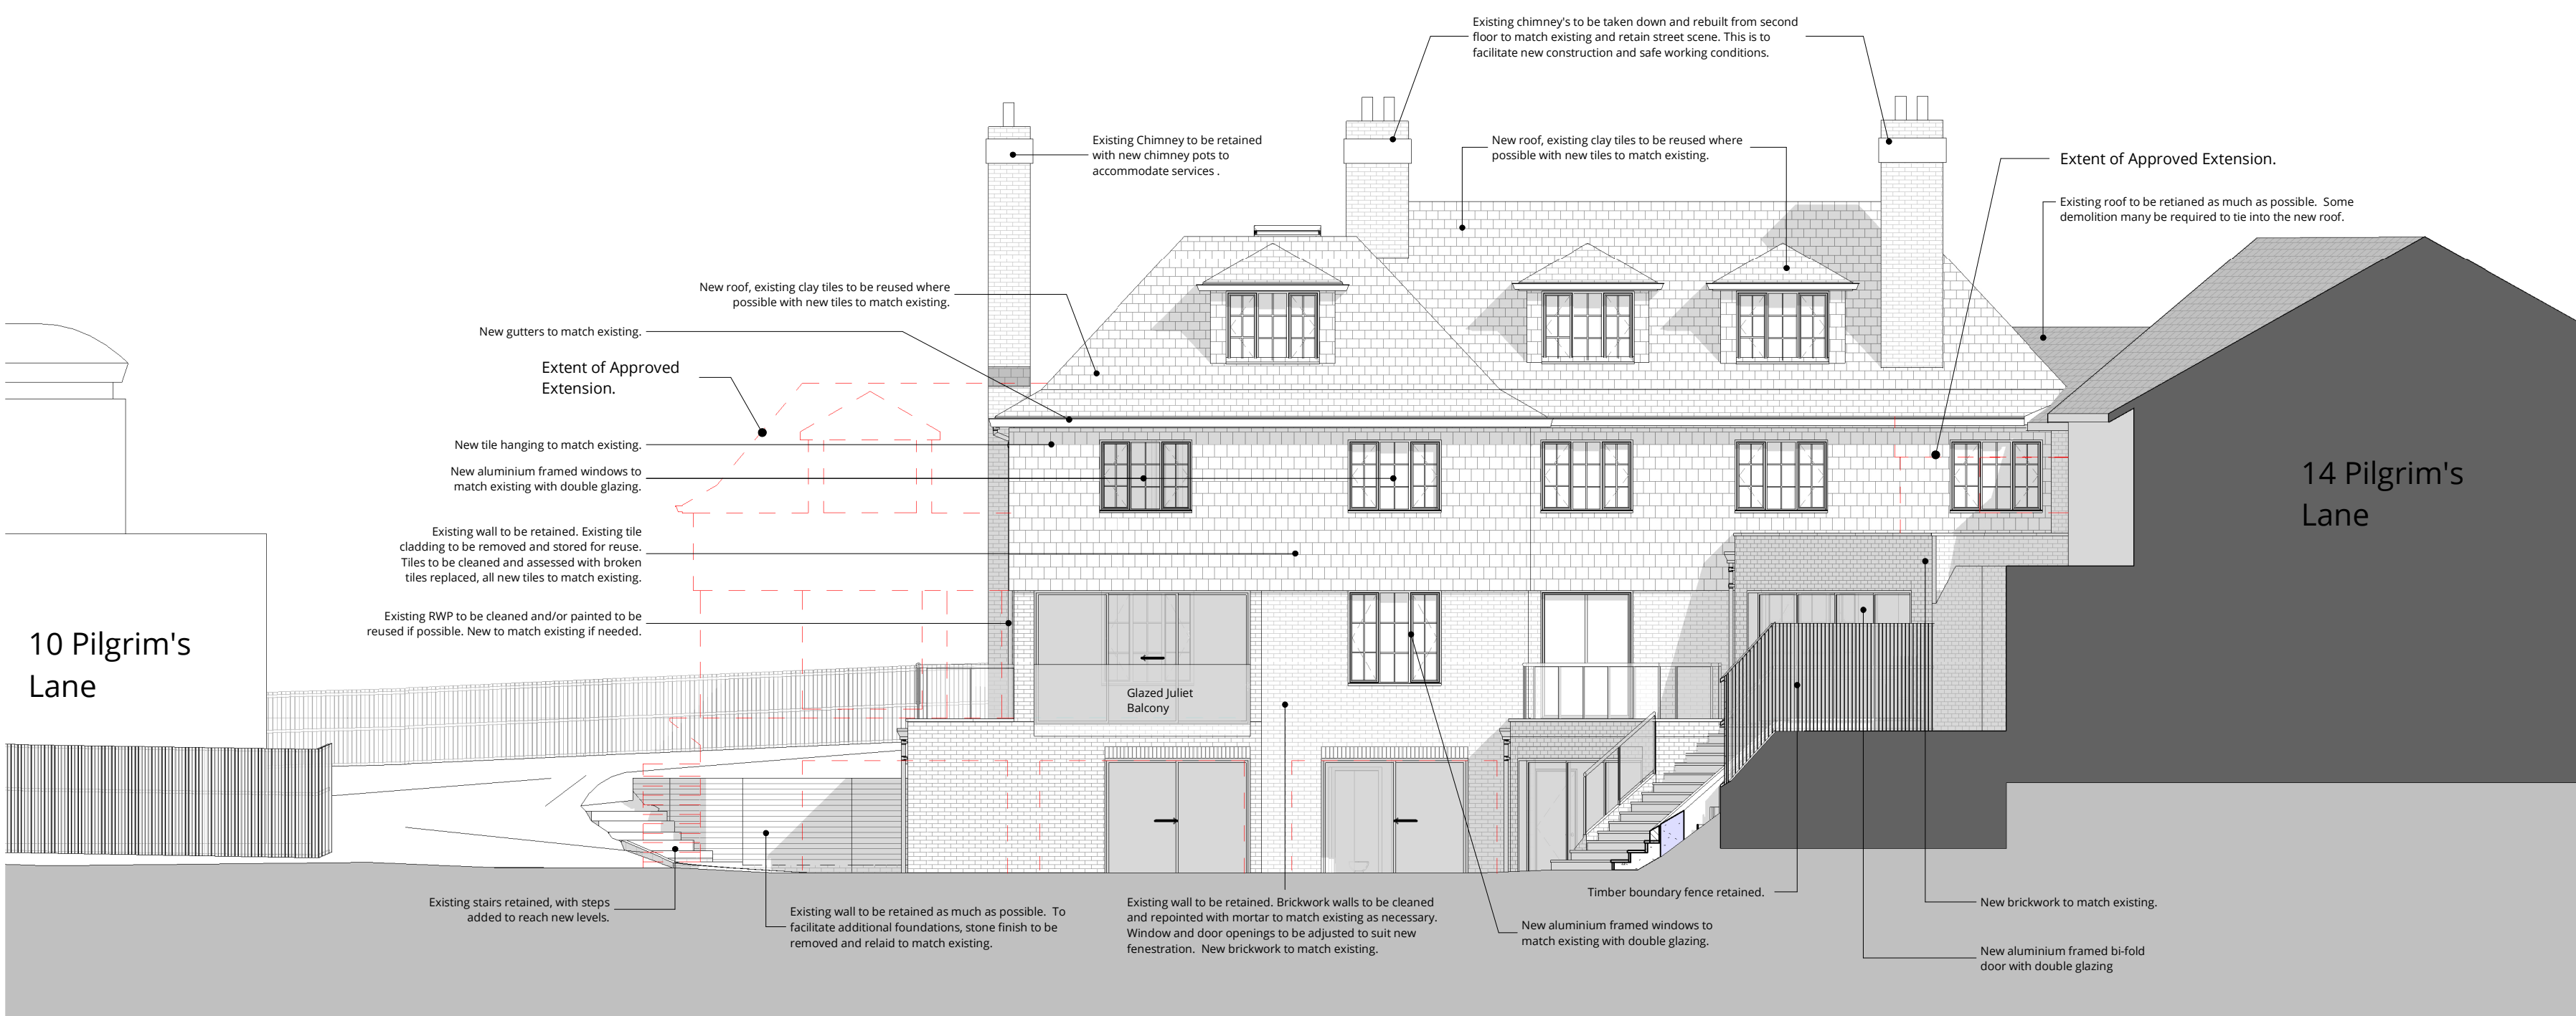 Existing chimney's to be taken down and rebuilt from second
floor to match existing and retain street scene. This is to
facilitate new construction and safe working conditions.
Existing Chimney to be retained
with new chimney pots to
accommodate services .
New roof, existing clay tiles to be reused where
possible with new tiles to match existing.
Extent of Approved Extension.
Existing roof to be retianed as much as possible.  Some
demolition many be required to tie into the new roof.
New roof, existing clay tiles to be reused where
possible with new tiles to match existing.
New gutters to match existing.
Extent of Approved
Extension.
New tile hanging to match existing.
New aluminium framed windows to
match existing with double glazing.
Existing wall to be retained. Existing tile
cladding to be removed and stored for reuse.
Tiles to be cleaned and assessed with broken
tiles replaced, all new tiles to match existing.
Existing RWP to be cleaned and/or painted to be
reused if possible. New to match existing if needed.
10 Pilgrim's
Lane
14 Pilgrim's
Lane
Glazed Juliet
Balcony
Existing stairs retained, with steps
added to reach new levels.
Existing wall to be retained as much as possible.  To
facilitate additional foundations, stone finish to be
removed and relaid to match existing.
Existing wall to be retained. Brickwork walls to be cleaned
and repointed with mortar to match existing as necessary.
Window and door openings to be adjusted to suit new
fenestration.  New brickwork to match existing.
New aluminium framed windows to
match existing with double glazing.
Timber boundary fence retained.
New brickwork to match existing.
New aluminium framed bi-fold
door with double glazing